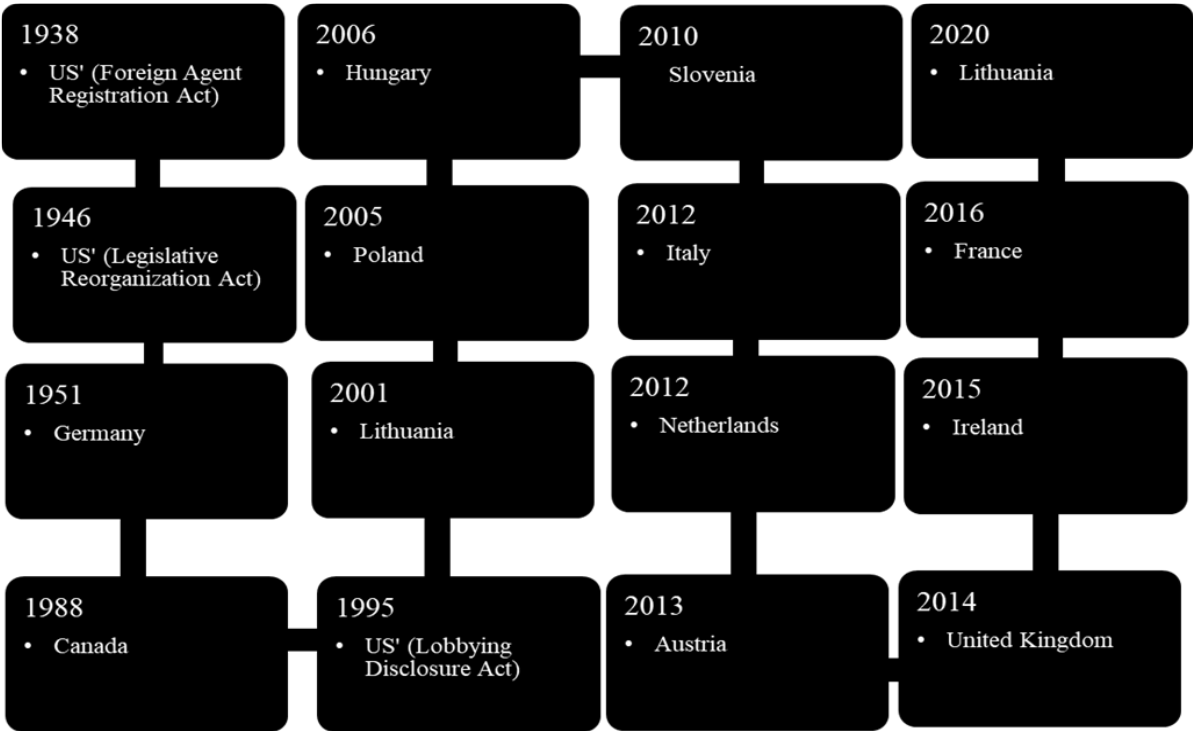 1938
• US' (Foreign Agent
Registration Act)
1946
• US' (Legislative
Reorganization Act)
1951
• Germany
1988
• Canada
1995
• US' (Lobbying
Disclosure Act)
2001
• Lithuania
2005
• Poland
2006
• Hungary
2010
Slovenia
2012
• Italy
2012
• Netherlands
2013
• Austria
2014
• United Kingdom
2015
• Ireland
2016
• France
2020
• Lithuania